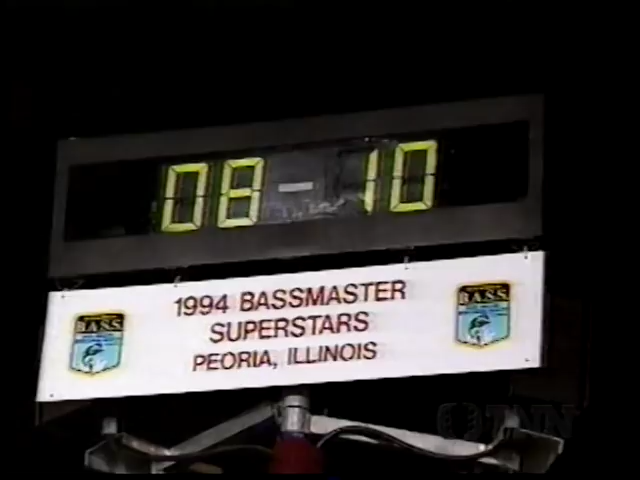 08-10
1994 BASSMASTER
SUPERSTARS
PEORIA, ILLINOIS
B.A.S.S.
B.A.S.S.
TNN